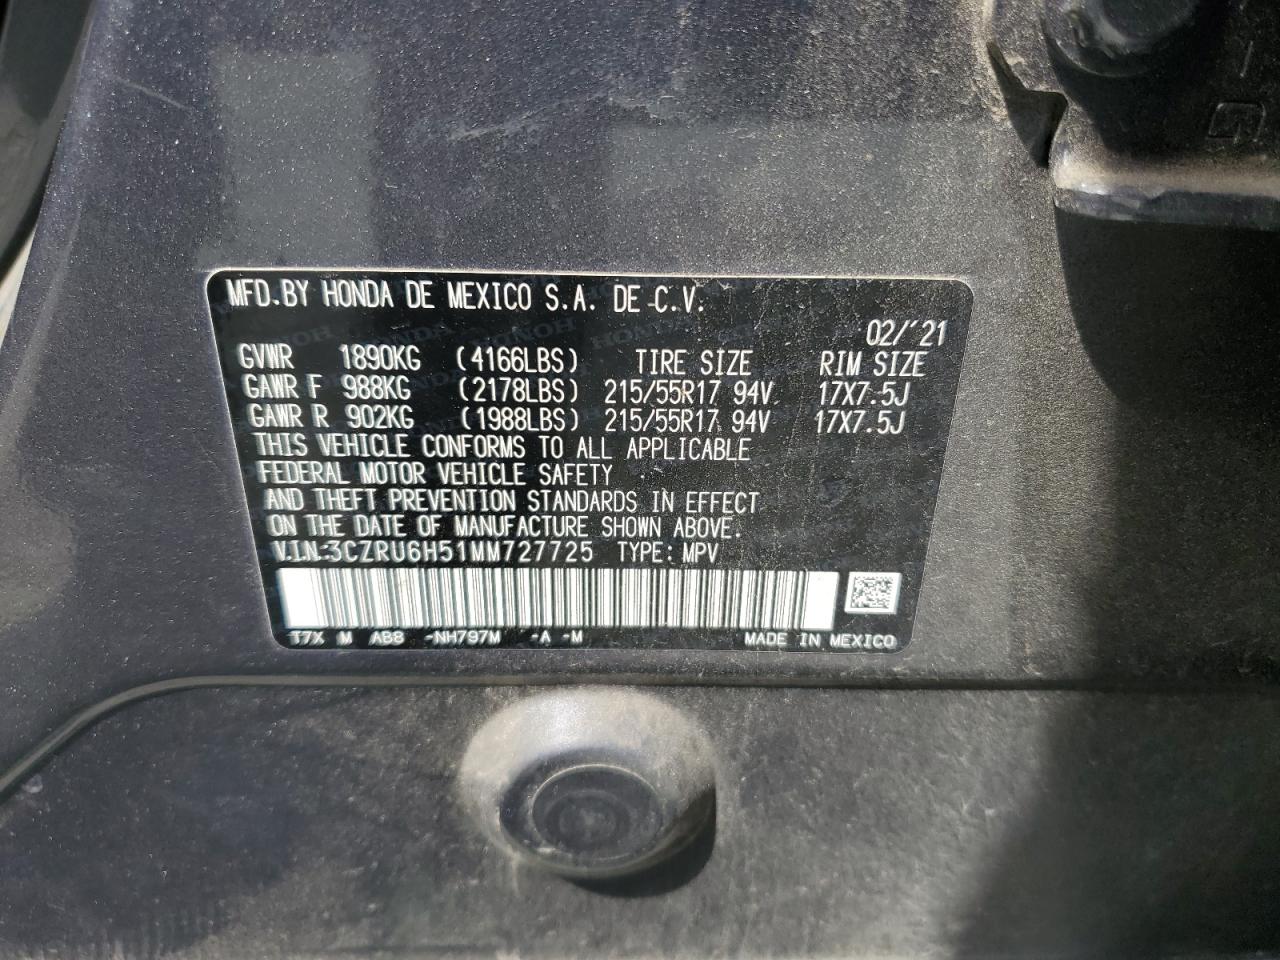 MFD. BY HONDA DE MEXICO S.A. DE C.V.
02/'21
GVWR 1890KG (4166LBS) TIRE SIZE RIM SIZE
GAWR F 988KG (2178LBS) 215/55R17 94V 17X7.5J
GAWR R 902KG (1988LBS) 215/55R17 94V 17X7.5J
THIS VEHICLE CONFORMS TO ALL APPLICABLE
FEDERAL MOTOR VEHICLE SAFETY
AND THEFT PREVENTION STANDARDS IN EFFECT
ON THE DATE OF MANUFACTURE SHOWN ABOVE.
V.I.N:3CZRU6H51MM727725 TYPE: MPV
T7X M AB8 -NH797M -A -M MADE IN MEXICO